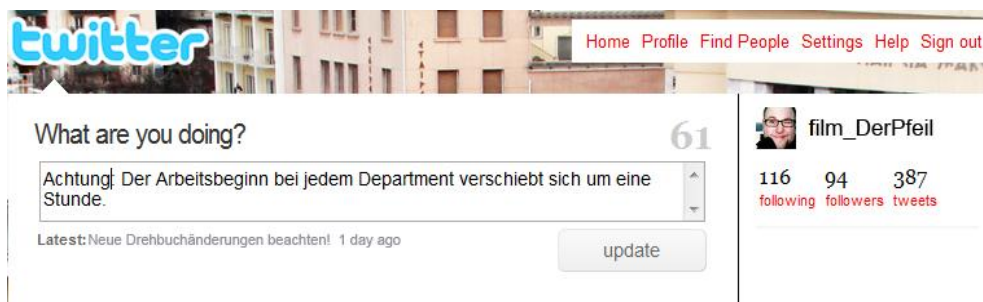 twitter
Home Profile Find People Settings Help Sign out
What are you doing?
61
Achtung: Der Arbeitsbeginn bei jedem Department verschiebt sich um eine
Stunde.
Latest: Neue Drehbuchänderungen beachten! 1 day ago
update
film_DerPfeil
116 94 387
following followers tweets